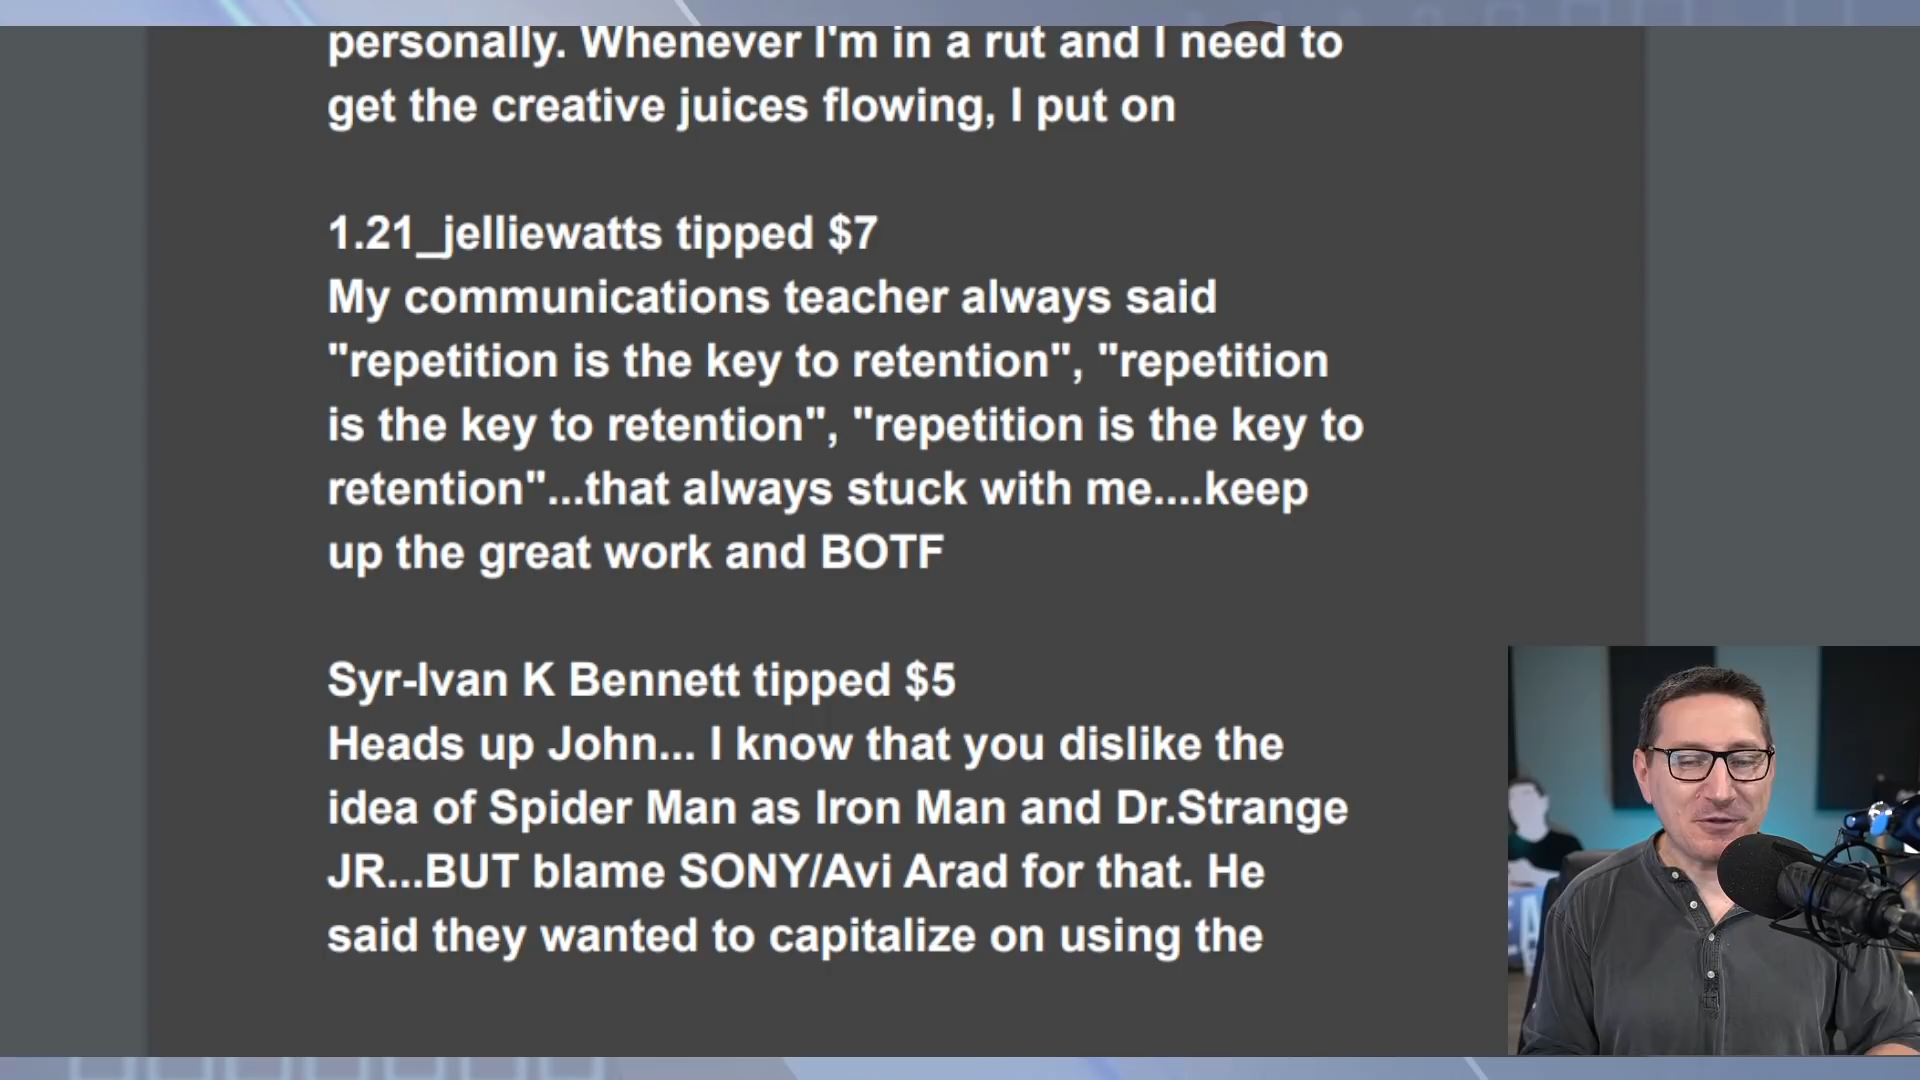 personally. Whenever I'm in a rut and I need to
get the creative juices flowing, I put on
1.21_jelliewatts tipped $7
My communications teacher always said
"repetition is the key to retention", "repetition
is the key to retention", "repetition is the key to
retention"...that always stuck with me....keep
up the great work and BOTF
Syr-Ivan K Bennett tipped $5
Heads up John... I know that you dislike the
idea of Spider Man as Iron Man and Dr.Strange
JR...BUT blame SONY/Avi Arad for that. He
said they wanted to capitalize on using the